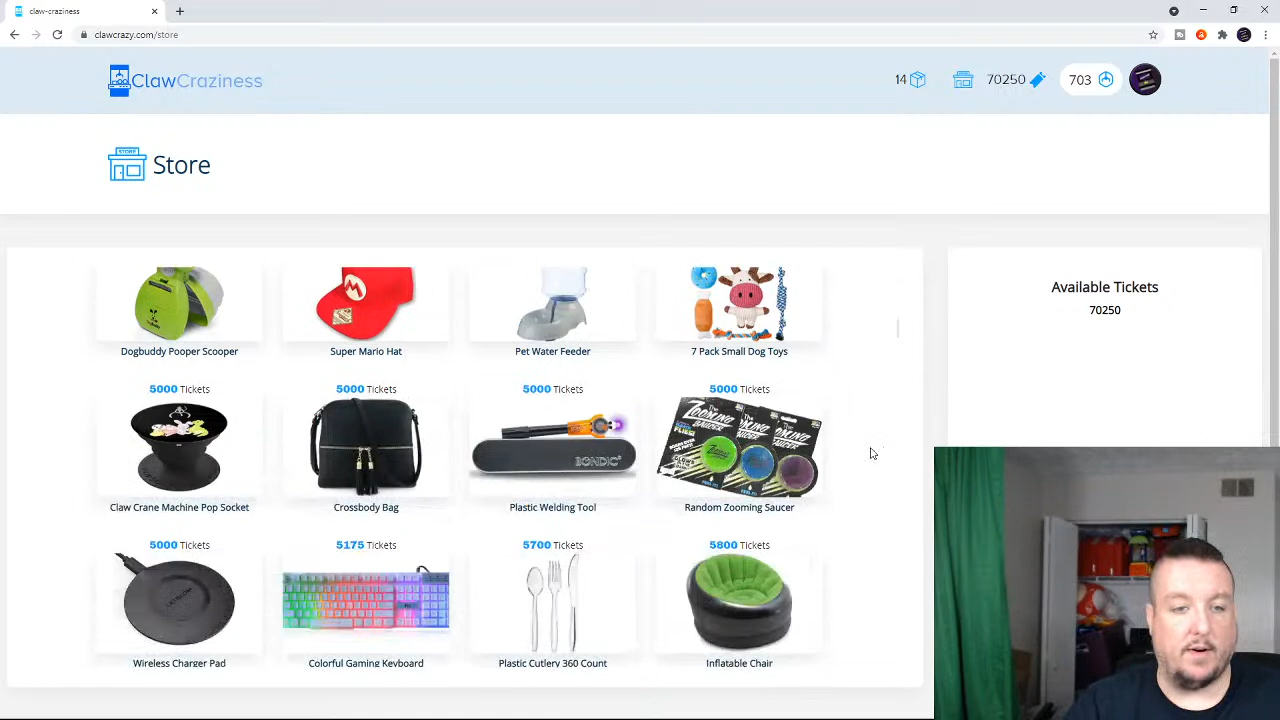 claw-craziness
clawcrazy.com/store
ClawCraziness
14
70250
703
STORE
Store
Available Tickets
70250
M
Dogbuddy Pooper Scooper
Super Mario Hat
Pet Water Feeder
7 Pack Small Dog Toys
5000 Tickets
5000 Tickets
5000 Tickets
5000 Tickets
BONDIC
Claw Crane Machine Pop Socket
Crossbody Bag
Plastic Welding Tool
Random Zooming Saucer
5000 Tickets
5175 Tickets
5700 Tickets
5800 Tickets
Wireless Charger Pad
Colorful Gaming Keyboard
Plastic Cutlery 360 Count
Inflatable Chair